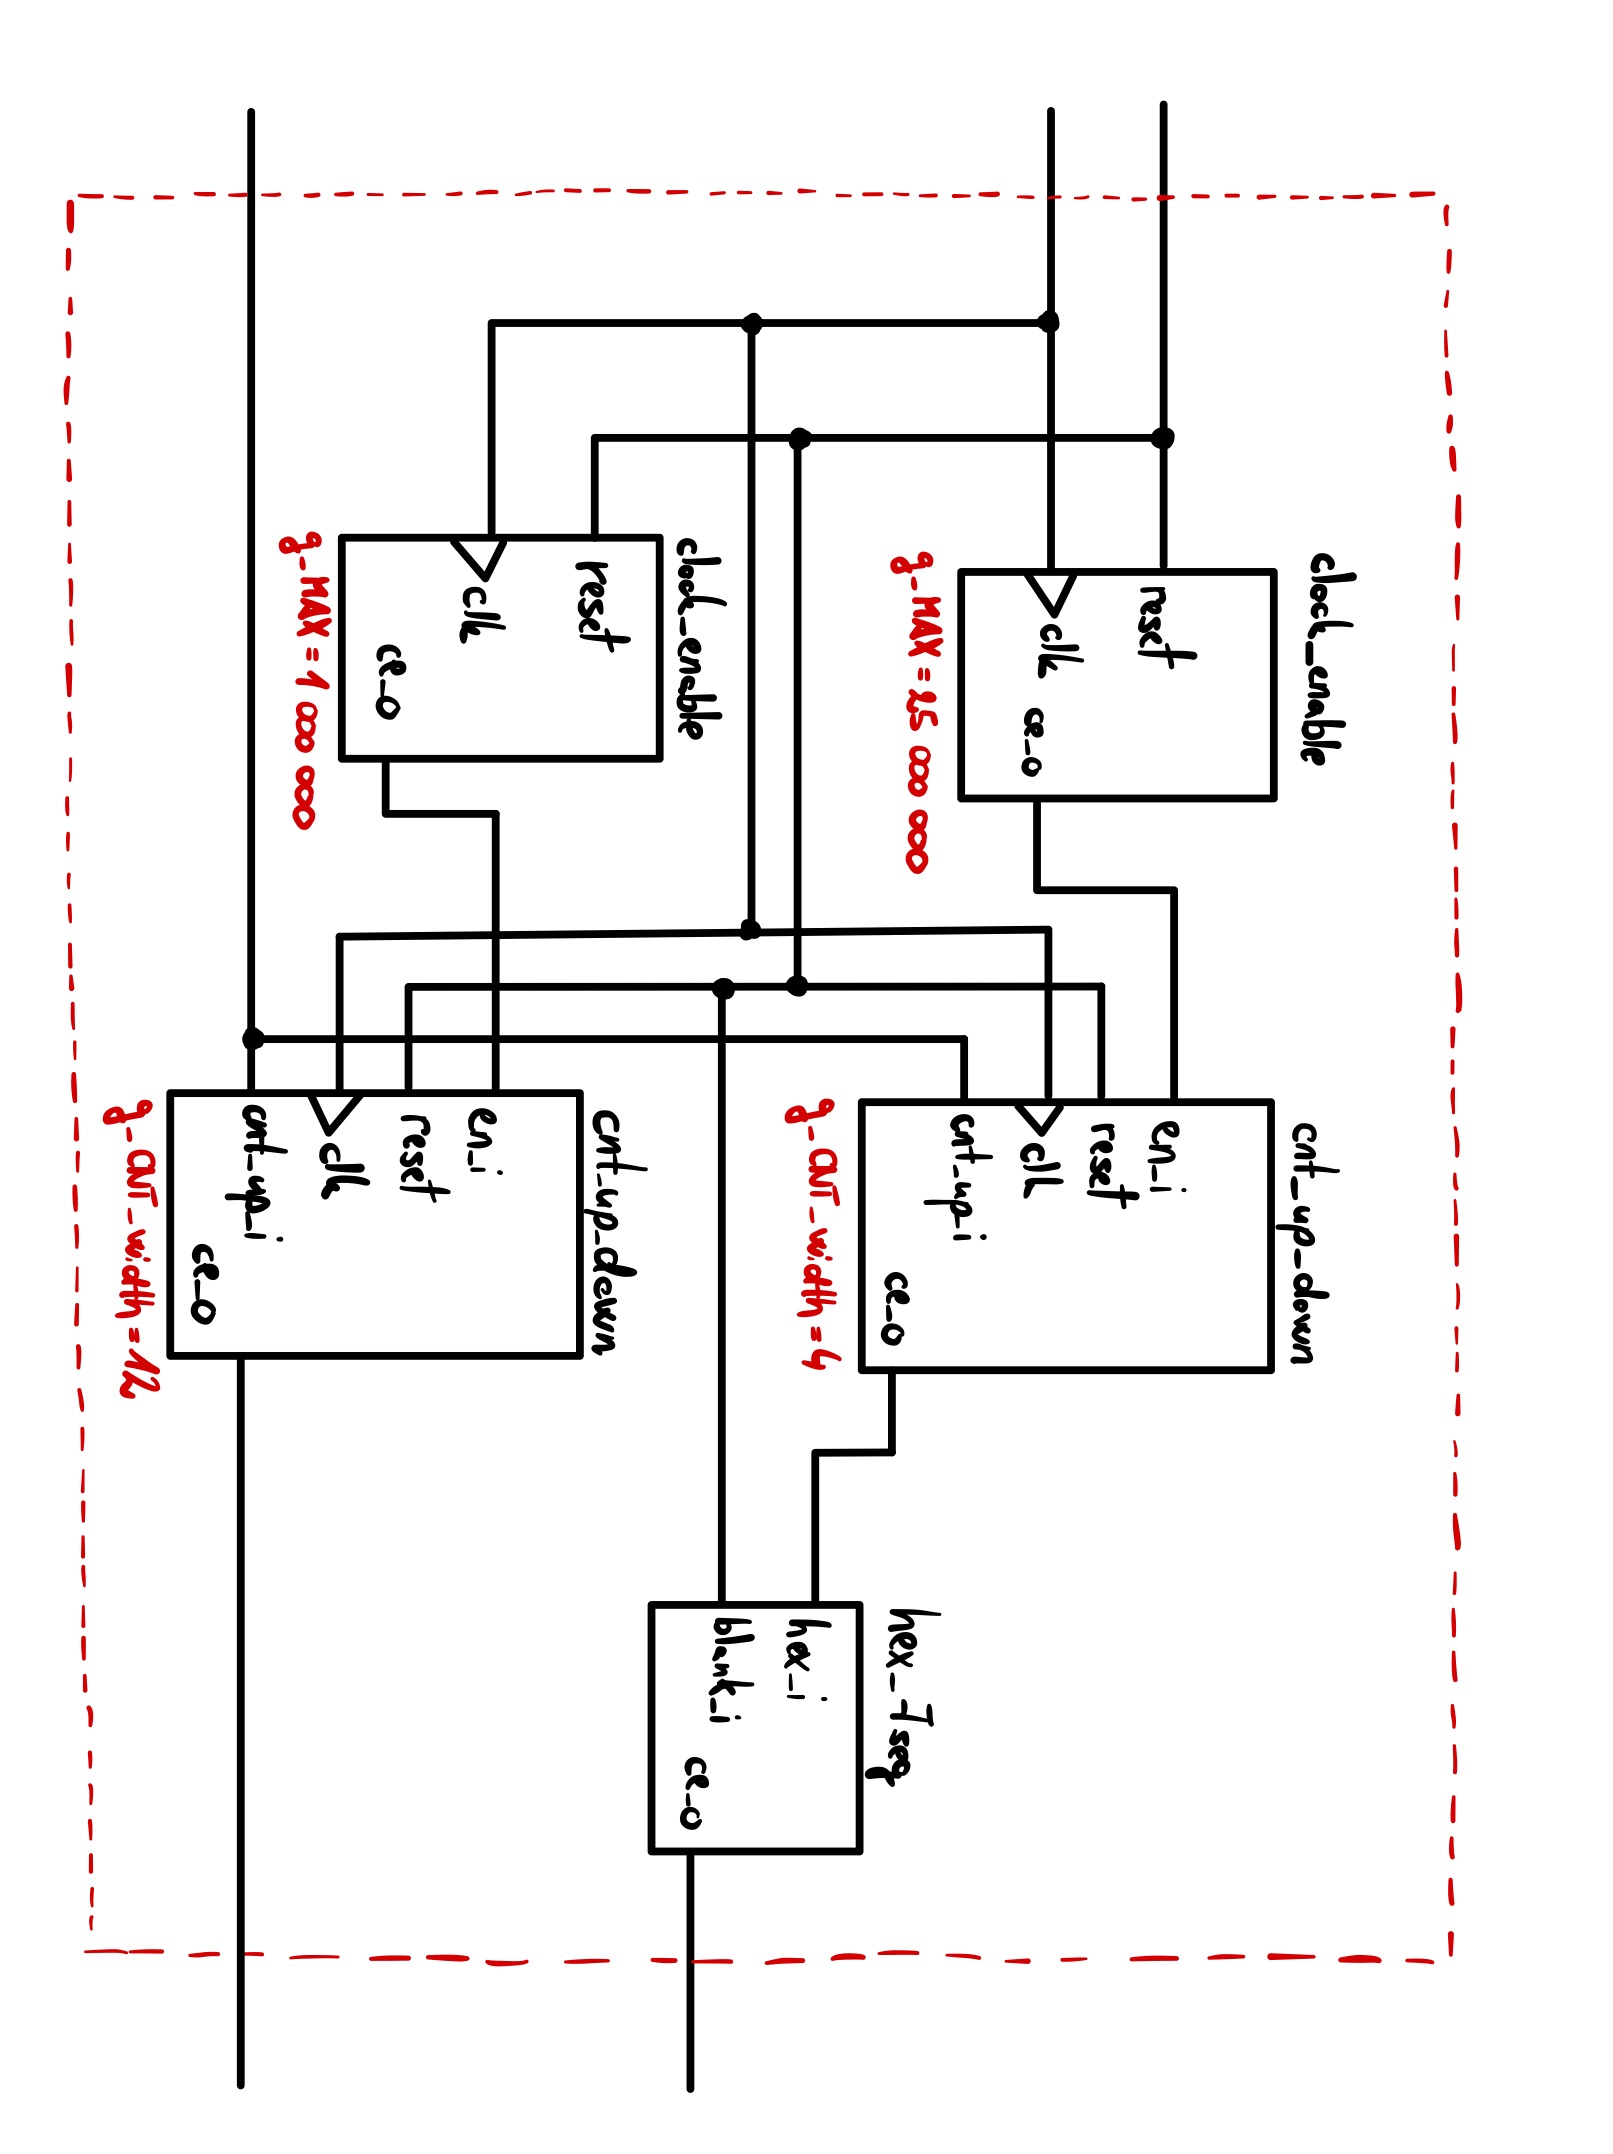 clock_enable
reset
clk
ce_o
g_MAX = 25 000 000
cnt_up_down
en_i
reset
clk
cnt_up_i
ce_o
g_CNT_width = 4
hex_7seg
hex_i
blank_i
ce_o
clock_enable
reset
clk
ce_o
g_MAX = 1 000 000
cnt_up_down
en_i
reset
clk
cnt_up_i
ce_o
g_CNT_width = 12